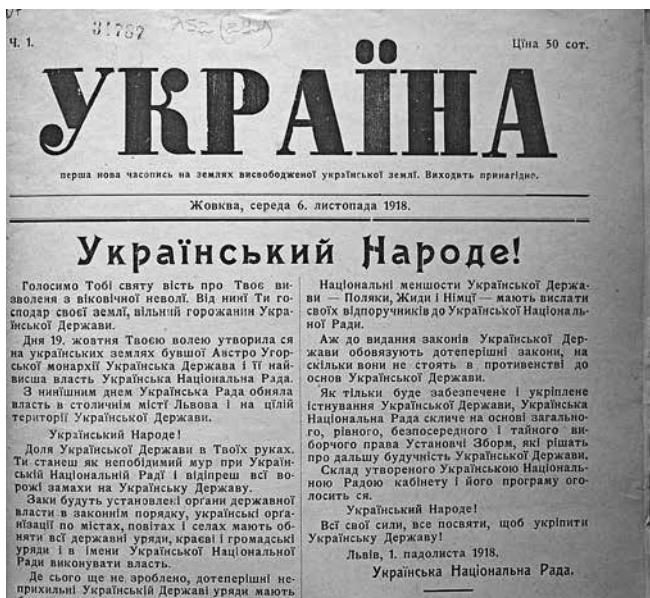 31787
Ч. 1.
Ціна 50 сот.
УКРАЇНА
перша нова часопись на землях висвободженої української землі. Виходить принагідно.
Жовква, середа 6. листопада 1918.
Український Народе!
Голосимо Тобі святу вість про Твоє ви-
зволеня з віковічної неволі. Від нині Ти го-
сподар своєї землі, вільний горожанин Укра-
їнської Держави.
Дня 19. жовтня Твоєю волею утворила ся
на українських землях бувшої Австро Угор-
ської монархії Українська Держава і її най-
висша власть Українська Національна Рада.
З нинішним днем Українська Рада обняла
власть в столичнім місті Львова і на цілій
території Української Держави.
Український Народе!
Доля Української Держави в Твоїх руках.
Ти станеш як непобідимий мур при Україн-
ській Національній Раді і відіпреш всі во-
рожі замахи на Українську Державу.
Заки будуть установлені орґани державної
власти в законнім порядку, українські орґа-
нізації по містах, повітах і селах мають об-
няти всі державні уряди, краєві і громадські
уряди і в імени Української Національної
Ради виконувати власть.
Де сього ще не зроблено, дотеперішні не-
прихильні Українській Державі уряди мають
Національні меншости Української Держа-
ви — Поляки, Жиди і Німці — мають вислати
своїх відпоручників до Української Національ-
ної Ради.
Аж до видання законів Української Дер-
жави обовязують дотеперішні закони, на
скільки вони не стоять в противенстві до
основ Української Держави.
Як тільки буде забезпечене і укріплене
істнування Української Держави, Українська
Національна Рада скличе на основі загально-
го, рівного, безпосередного і тайного ви-
борчого права Установчі Зборм, які рішать
про дальшу будучність Української Держави.
Склад утвореного Українською Національ-
ною Радою кабінету і його програму ого-
лосить ся.
Український Народе!
Всі свої сили, все посвяти, щоб укріпити
Українську Державу!
Львів, 1. падолиста 1918.
Українська Національна Рада.